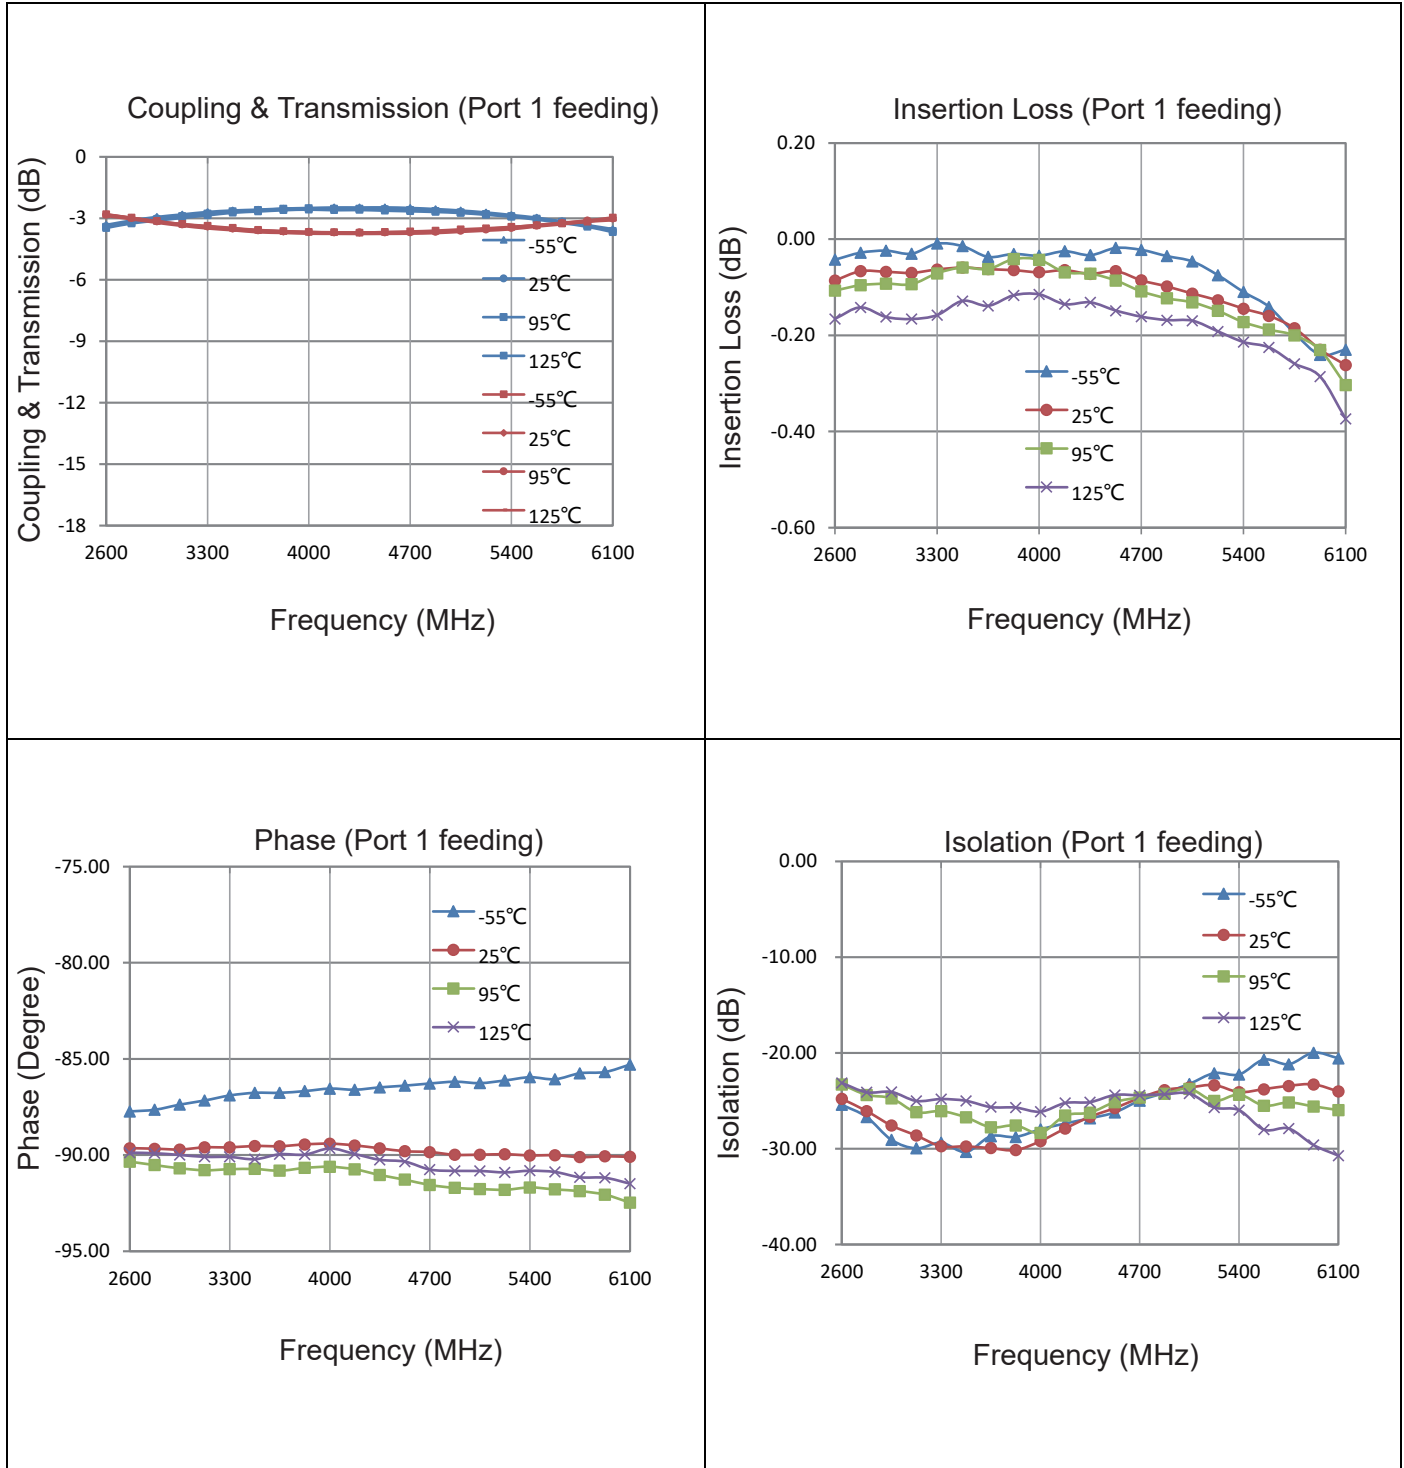 Coupling & Transmission (Port 1 feeding)
Coupling & Transmission (dB)
0
-3
-6
-9
-12
-15
-18
-55℃
25℃
95℃
125℃
-55℃
25℃
95℃
125℃
2600 3300 4000 4700 5400 6100
Frequency (MHz)
Insertion Loss (Port 1 feeding)
Insertion Loss (dB)
0.20
0.00
-0.20
-0.40
-0.60
-55℃
25℃
95℃
125℃
2600 3300 4000 4700 5400 6100
Frequency (MHz)
Phase (Port 1 feeding)
Phase (Degree)
-75.00
-80.00
-85.00
-90.00
-95.00
-55℃
25℃
95℃
125℃
2600 3300 4000 4700 5400 6100
Frequency (MHz)
Isolation (Port 1 feeding)
Isolation (dB)
0.00
-10.00
-20.00
-30.00
-40.00
-55℃
25℃
95℃
125℃
2600 3300 4000 4700 5400 6100
Frequency (MHz)